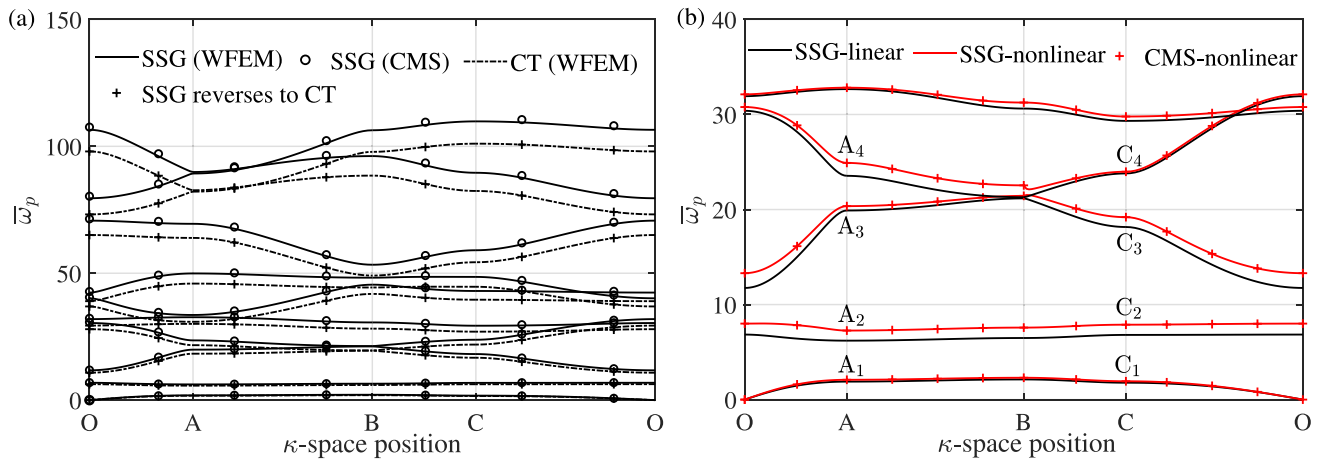 (a)
150
SSG (WFEM) SSG (CMS) CT (WFEM)
SSG reverses to CT
100
ω̅p
50
0
O A B C O
κ-space position
(b)
40
SSG-linear SSG-nonlinear CMS-nonlinear
30
A4 C4
ω̅p
20
A3 C3
10
A2 C2
A1 C1
0
O A B C O
κ-space position